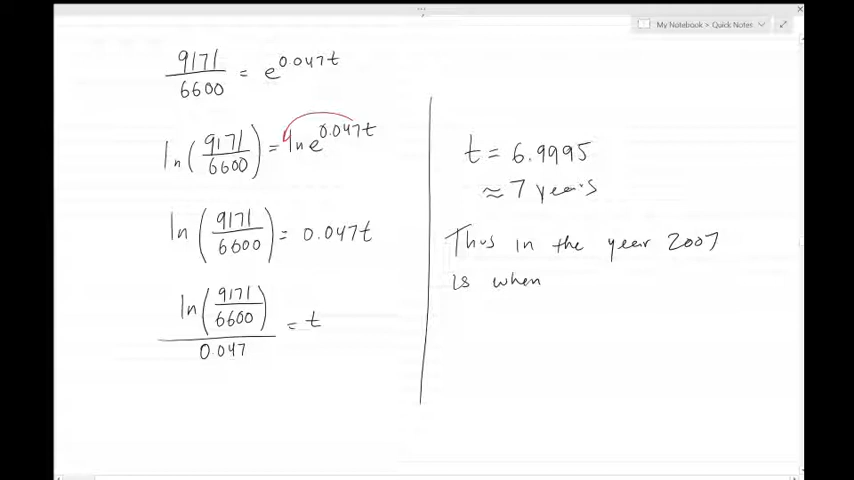 My Notebook > Quick Notes
9171/6600 = e^0.047t
ln(9171/6600) = ln e^0.047t
ln(9171/6600) = 0.047t
ln(9171/6600)/0.047 = t
t = 6.9995
≈ 7 years
Thus in the year 2007
is when